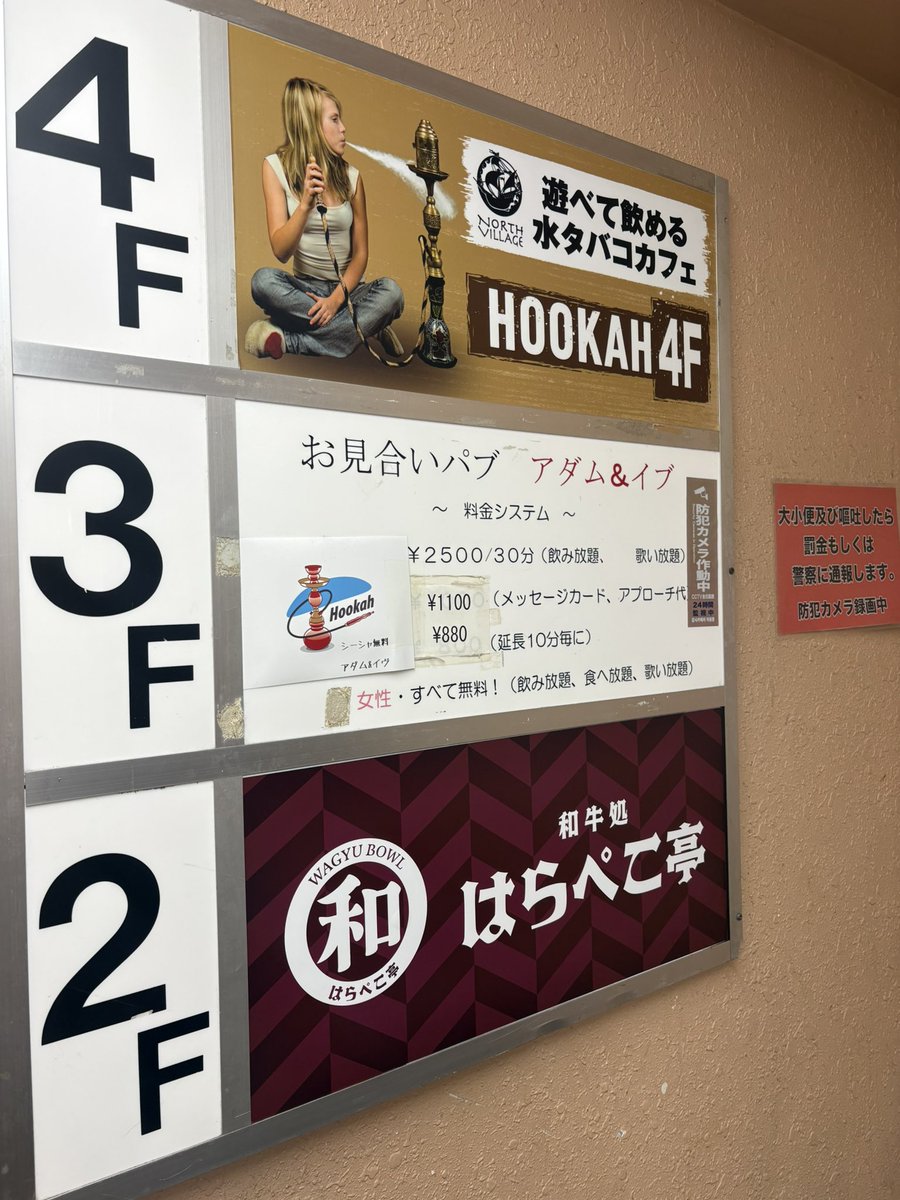 4F
NORTH
VILLAGE
遊べて飲める
水タバコカフェ
HOOKAH 4F
3F
お見合いパブ アダム&イブ
～ 料金システム ～
¥2500/30分(飲み放題、 歌い放題)
¥1100 (メッセージカード、アプローチ代
¥880 (延長10分毎に)
女性・すべて無料!(飲み放題、食べ放題、歌い放題)
Hookah
シーシャ無料
アダム&イヴ
防犯カメラ作動中
24時間
監視中
大小便及び嘔吐したら
罰金もしくは
警察に通報します。
防犯カメラ録画中
2F
WAGYU BOWL
和
はらぺこ亭
和牛処
はらぺこ亭